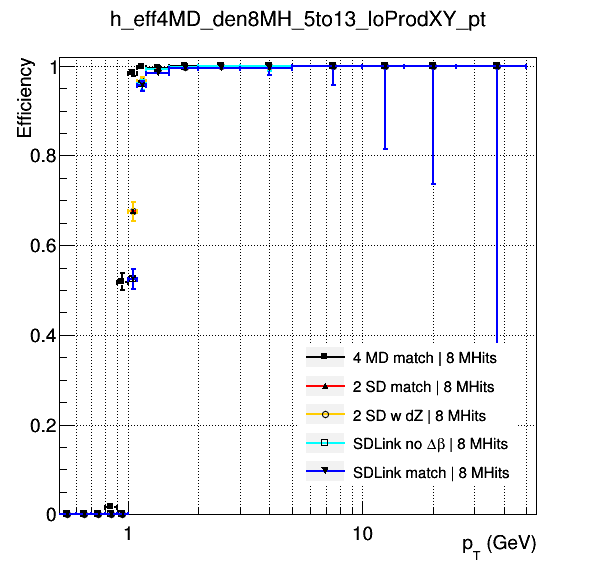 h_eff4MD_den8MH_5to13_loProdXY_pt
Efficiency
1
0.8
0.6
0.4
0.2
0
4 MD match | 8 MHits
2 SD match | 8 MHits
2 SD w dZ | 8 MHits
SDLink no Δβ | 8 MHits
SDLink match | 8 MHits
1 10
p_T (GeV)